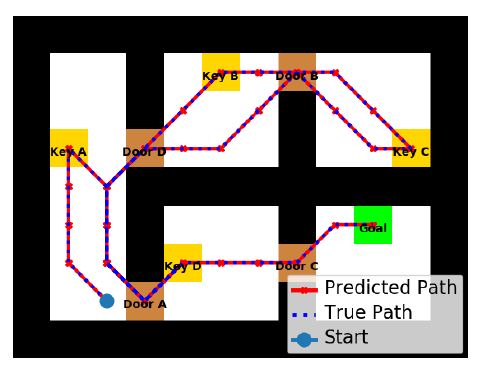 Key B
Door B
Key A
Door D
Key C
Goal
Key D
Door C
Door A
Predicted Path
True Path
Start